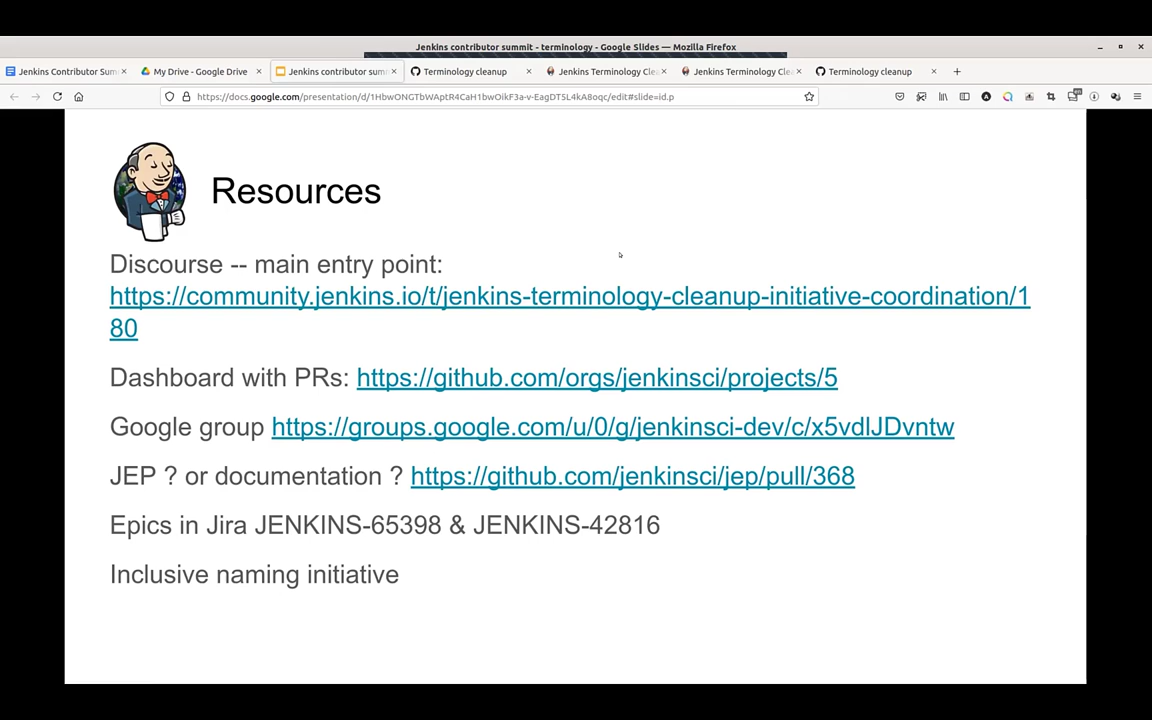 Jenkins contributor summit - terminology - Google Slides — Mozilla Firefox
Jenkins Contributor Sum
My Drive - Google Drive
Jenkins contributor sum
Terminology cleanup
Jenkins Terminology Cle
Jenkins Terminology Cle
Terminology cleanup
https://docs.google.com/presentation/d/1HbwONGTbWAptR4CaH1bwOikF3a-v-EagDT5L4kA8oqc/edit#slide=id.p
Resources
Discourse -- main entry point:
https://community.jenkins.io/t/jenkins-terminology-cleanup-initiative-coordination/1
80
Dashboard with PRs: https://github.com/orgs/jenkinsci/projects/5
Google group https://groups.google.com/u/0/g/jenkinsci-dev/c/x5vdlJDvntw
JEP ? or documentation ? https://github.com/jenkinsci/jep/pull/368
Epics in Jira JENKINS-65398 & JENKINS-42816
Inclusive naming initiative